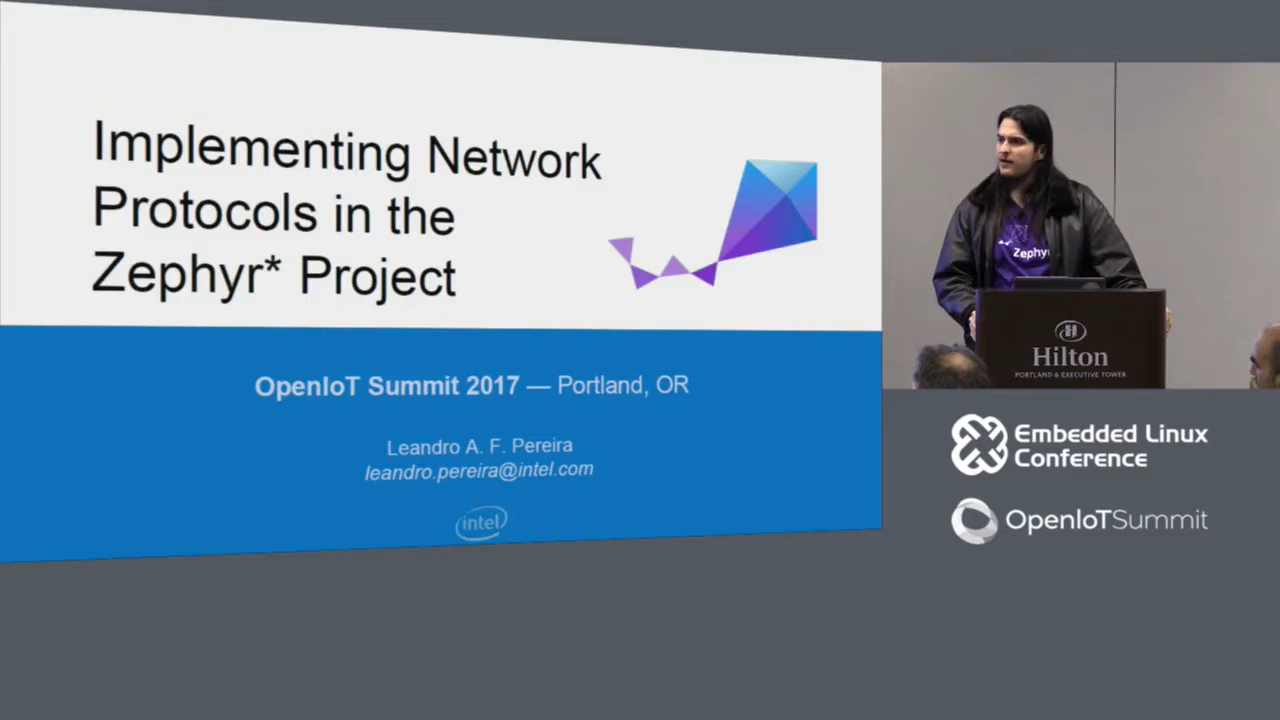 Implementing Network
Protocols in the
Zephyr* Project
OpenIoT Summit 2017 — Portland, OR
Leandro A. F. Pereira
leandro.pereira@intel.com
intel
Zephyr
Hilton
PORTLAND & EXECUTIVE TOWER
Embedded Linux
Conference
OpenIoTSummit